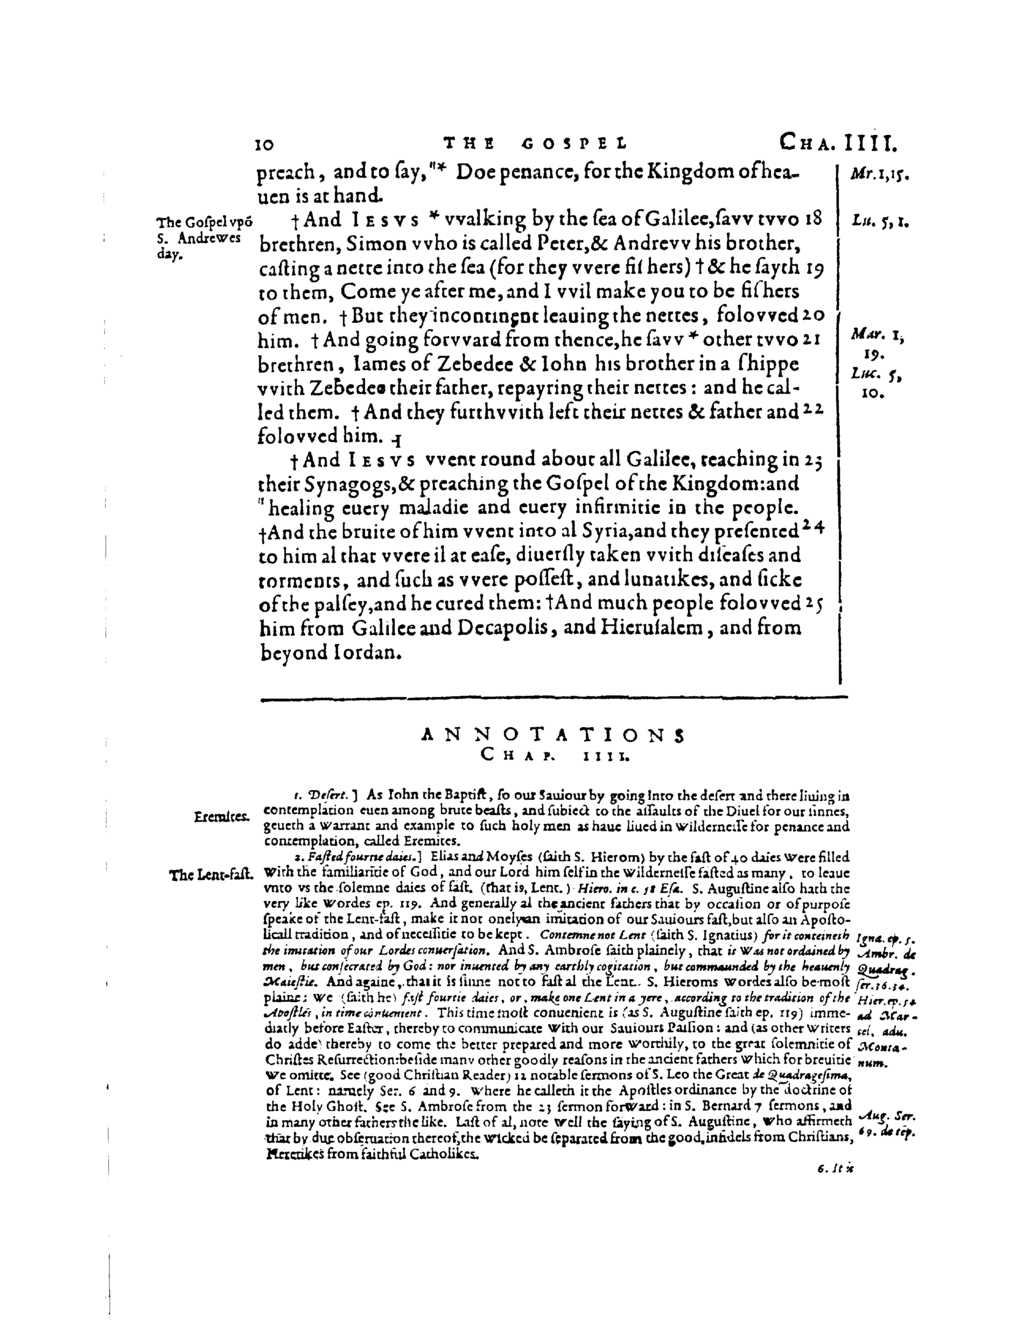 10 THE GOSPEL CHA. IIII.
preach, and to ſay,"* Doe penance, for the Kingdom of hea-
uen is at hand.
Mr. 1,15.
The Goſpel vpō
S. Andrewes
day.
† And IESVS * vvalking by the ſea of Galilee, ſavv tvvo 18
Lu. 5, 1.
brethren, Simon vvho is called Peter, & Andrevv his brother,
caſting a nette into the ſea (for they vvere fiſhers) † & he ſayth 19
to them, Come ye after me, and I vvil make you to be fiſhers
of men. † But they incontinent leauing the nettes, folovved 20
him. † And going forvvard from thence, he ſavv * other tvvo 21
brethren, Iames of Zebedee & Iohn his brother in a ſhippe
vvith Zebedee their father, repayring their nettes: and he cal-
led them. † And they furthvvith left their nettes & father and 22
folovved him. ⁋
Mar. 1,
19.
Luc. 5,
10.
† And IESVS vvent round about all Galilee, teaching in 23
their Synagogs, & preaching the Goſpel of the Kingdom: and
"healing euery maladie and euery infirmitie in the people.
† And the bruite of him vvent into al Syria, and they preſented 24
to him al that vvere il at eaſe, diuerſly taken vvith diſeaſes and
torments, and ſuch as vvere poſſeſt, and lunatikes, and ſicke
of the palſey, and he cured them: † And much people folovved 25
him from Galilee and Decapolis, and Hieruſalem, and from
beyond Iordan.
ANNOTATIONS
CHAP. IIII.
1. Deſert. ] As Iohn the Baptiſt, ſo our Sauiour by going into the deſert and there liuing in
Eremites.
contemplation euen among brute beaſts, and ſubiect to the aſſaults of the Diuel for our ſinnes,
geueth a warrant and example to ſuch holy men as haue liued in wilderneſſe for penance and
contemplation, called Eremites.
2. Faſted fourtie daies.] Elias and Moyſes (ſaith S. Hierom) by the faſt of 40 daies were filled
The Lent-faſt.
with the familiaritie of God, and our Lord him ſelf in the wilderneſſe faſted as many, to leaue
vnto vs the ſolemne daies of faſt. (that is, Lent.) Hiero. in c. 58 Eſa. S. Auguſtine alſo hath the
very like wordes ep. 119. And generally al the ancient fathers that by occaſion or of purpoſe
ſpeake of the Lent-faſt, make it not onely an imitation of our Sauiours faſt, but alſo an Apoſto-
licall tradition, and of neceſſitie to be kept. Contemne not Lent (ſaith S. Ignatius) for it conteineth
the imitation of our Lordes conuerſation. And S. Ambroſe ſaith plainely, that it was not ordained by
men, but conſecrated by God: nor inuented by any earthly cogitation, but commaunded by the heauenly
Maieſtie. And againe, that it is ſinne not to faſt al the Lent. S. Hieroms wordes alſo be moſt
plaine; we (ſaith he) faſt fourtie daies, or, make one Lent in a yere, according to the tradition of the
Apoſtles, in time conuenient. This time moſt conuenient is (as S. Auguſtine ſaith ep. 119) imme-
diatly before Eaſter, thereby to communicate with our Sauiours Paſſion: and (as other writers
do adde) thereby to come the better prepared and more worthily, to the great ſolemnitie of
Chriſtes Reſurrection: beſide many other goodly reaſons in the ancient fathers which for breuitie
we omitte. See (good Chriſtian Reader) 12 notable ſermons of S. Leo the Great de Quadrageſima,
of Lent: namely Ser. 6 and 9. where he calleth it the Apoſtles ordinance by the doctrine of
the Holy Ghoſt. See S. Ambroſe from the 23 ſermon forward: in S. Bernard 7 ſermons, and
in many other fathers the like. Laſt of al, note well the ſaying of S. Auguſtine, who affirmeth
that by due obſeruation thereof, the wicked be ſeparated from the good, infidels from Chriſtians,
Heretikes from faithful Catholikes.
Igna. ep. 5.
Ambr. de
Quadrag.
ſer. 36. 34.
Hier. ep. 54
ad Mar-
cel. adu.
Monta-
num.
Aug. Ser.
69. de tēp.
6. It is